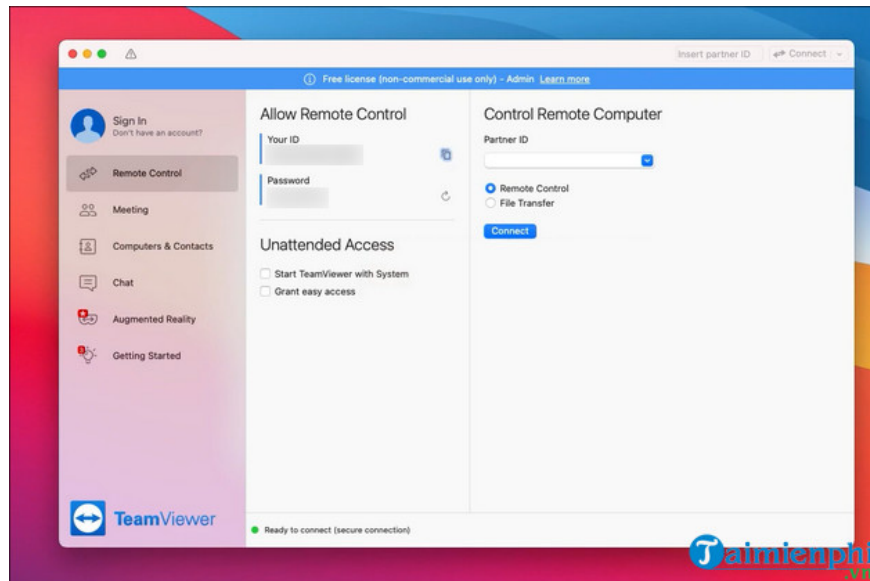 Insert partner ID
Connect
Free license (non-commercial use only) - Admin Learn more
Sign In
Don't have an account?
Remote Control
Meeting
Computers & Contacts
Chat
Augmented Reality
Getting Started
TeamViewer
Allow Remote Control
Your ID
Password
Unattended Access
Start TeamViewer with System
Grant easy access
Control Remote Computer
Partner ID
Remote Control
File Transfer
Connect
Ready to connect (secure connection)
Taimienphi
.vn